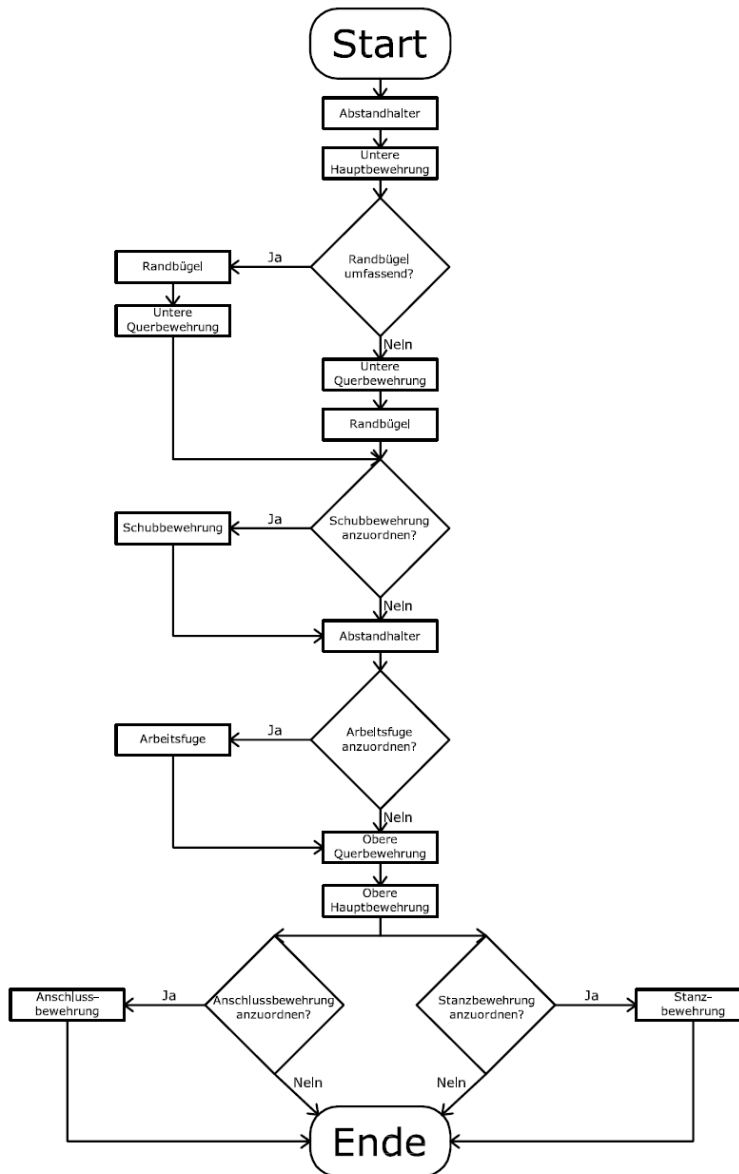 Start
Abstandhalter
Untere
Hauptbewehrung
Randbügel
umfassend?
Ja
Randbügel
Untere
Querbewehrung
Nein
Untere
Querbewehrung
Randbügel
Schubbewehrung
anzuordnen?
Ja
Schubbewehrung
Nein
Abstandhalter
Arbeitsfuge
anzuordnen?
Ja
Arbeitsfuge
Nein
Obere
Querbewehrung
Obere
Hauptbewehrung
Anschlussbewehrung
anzuordnen?
Ja
Anschluss-
bewehrung
Nein
Stanzbewehrung
anzuordnen?
Ja
Stanz-
bewehrung
Nein
Ende